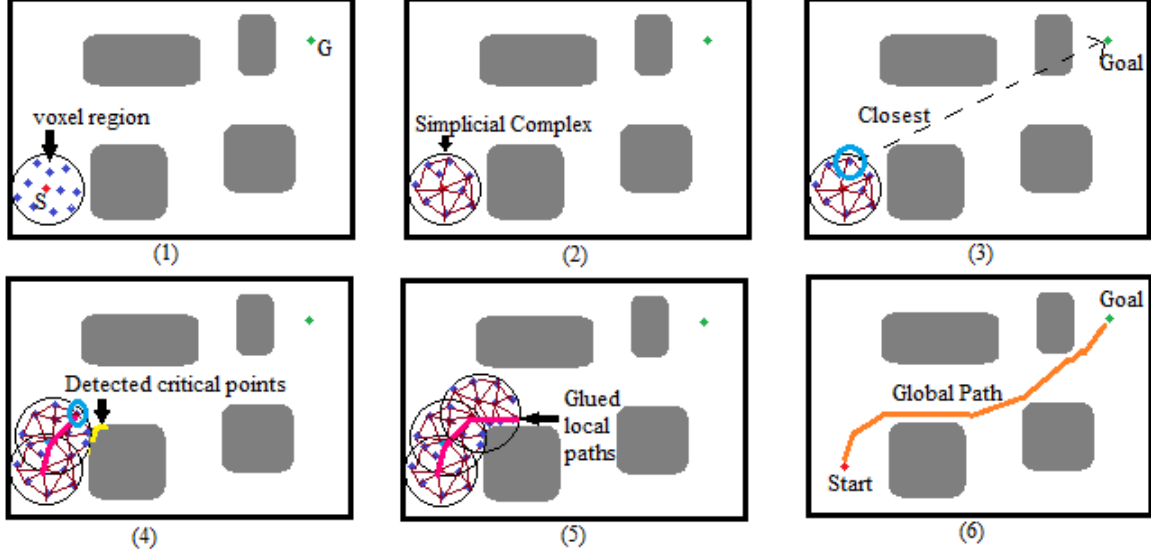 G
voxel region
S
(1)
Simplicial Complex
(2)
Goal
Closest
(3)
Detected critical points
(4)
Glued
local
paths
(5)
Goal
Global Path
Start
(6)